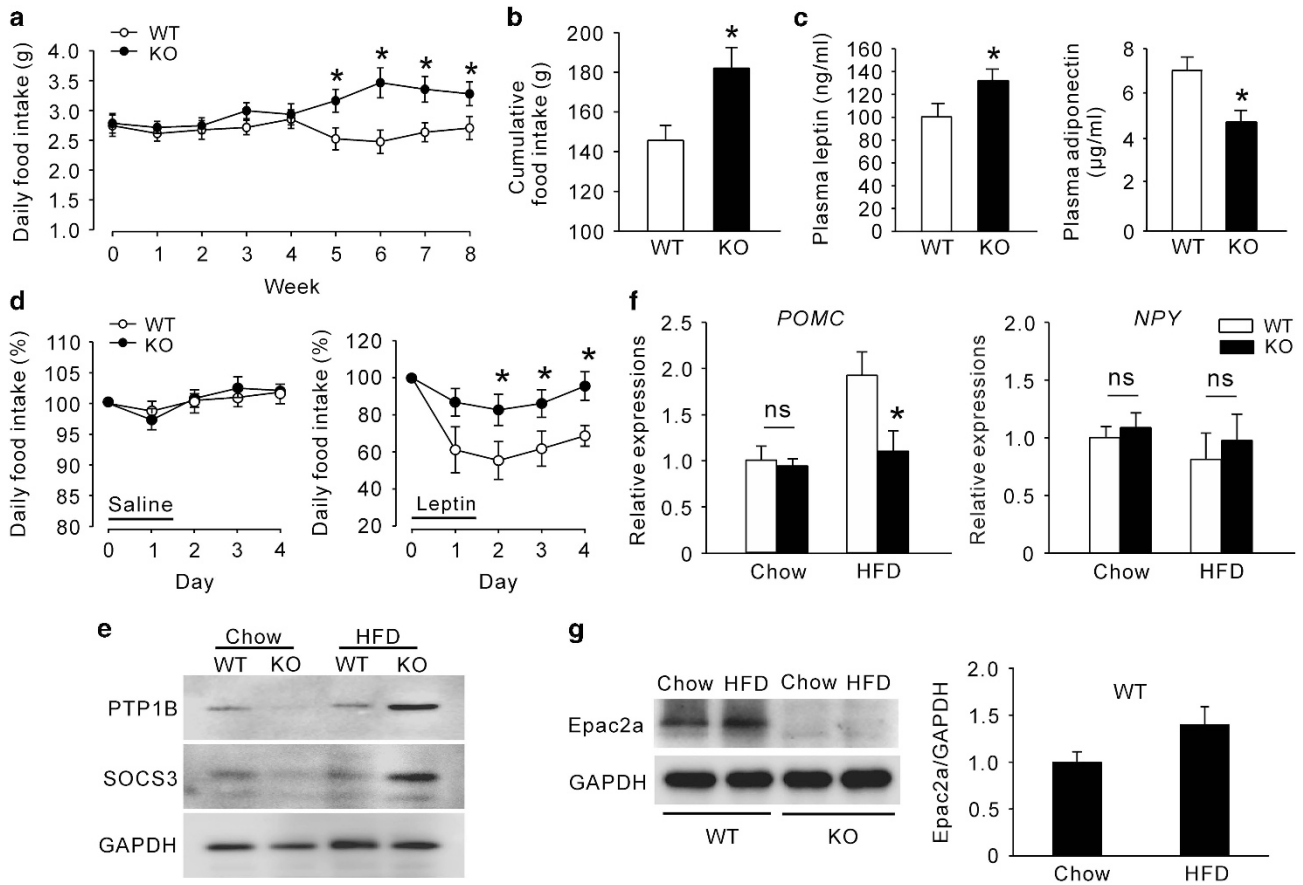 a
WT
KO
Daily food intake (g)
4.0
3.5
3.0
2.5
2.0
1.5
1.0
* * * *
0 1 2 3 4 5 6 7 8
Week
b
Cumulative
food intake (g)
200
180
160
140
120
100
*
WT KO
c
Plasma leptin (ng/ml)
160
140
120
100
80
60
40
20
0
*
WT KO
Plasma adiponectin
(µg/ml)
8
6
4
2
0
*
WT KO
d
WT
KO
Daily food intake (%)
110
105
100
95
90
85
80
Saline
0 1 2 3 4
Day
Daily food intake (%)
120
100
80
60
40
20
* * *
Leptin
0 1 2 3 4
Day
f
POMC
Relative expressions
2.5
2.0
1.5
1.0
0.5
0
ns
*
Chow HFD
NPY
Relative expressions
2.0
1.5
1.0
0.5
0
WT
KO
ns ns
Chow HFD
e
Chow HFD
WT KO WT KO
PTP1B
SOCS3
GAPDH
g
Chow HFD Chow HFD
Epac2a
GAPDH
WT KO
Epac2a/GAPDH
2.0
1.5
1.0
0.5
0
WT
Chow HFD